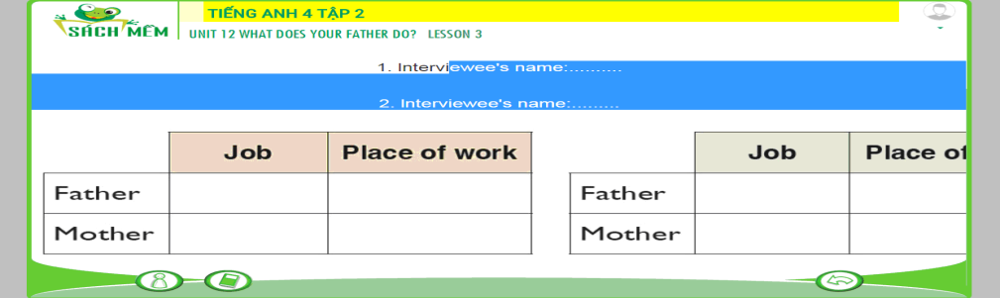 TIẾNG ANH 4 TẬP 2
SÁCH MỀM
UNIT 12 WHAT DOES YOUR FATHER DO? LESSON 3
1. Interviewee's name:..........
2. Interviewee's name:.........
Job Place of work
Father
Mother
Job Place of
Father
Mother